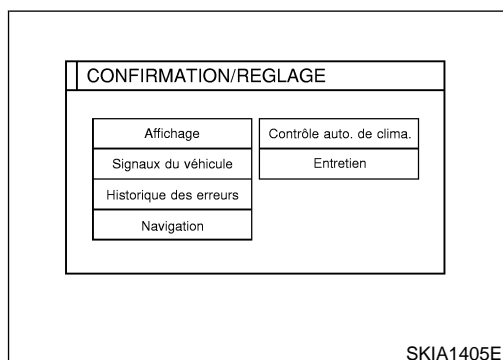 CONFIRMATION/REGLAGE
Affichage
Contrôle auto. de clima.
Signaux du véhicule
Entretien
Historique des erreurs
Navigation
SKIA1405E